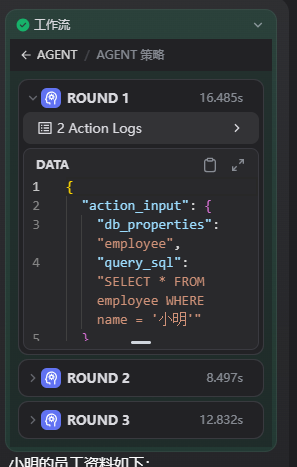 工作流
← AGENT / AGENT 策略
ROUND 1 16.485s
2 Action Logs
DATA
1 {
2 "action_input": {
3 "db_properties":
"employee",
4 "query_sql":
"SELECT * FROM
employee WHERE
name = '小明'"
5 }
ROUND 2 8.497s
ROUND 3 12.832s
小明的员工资料如下：